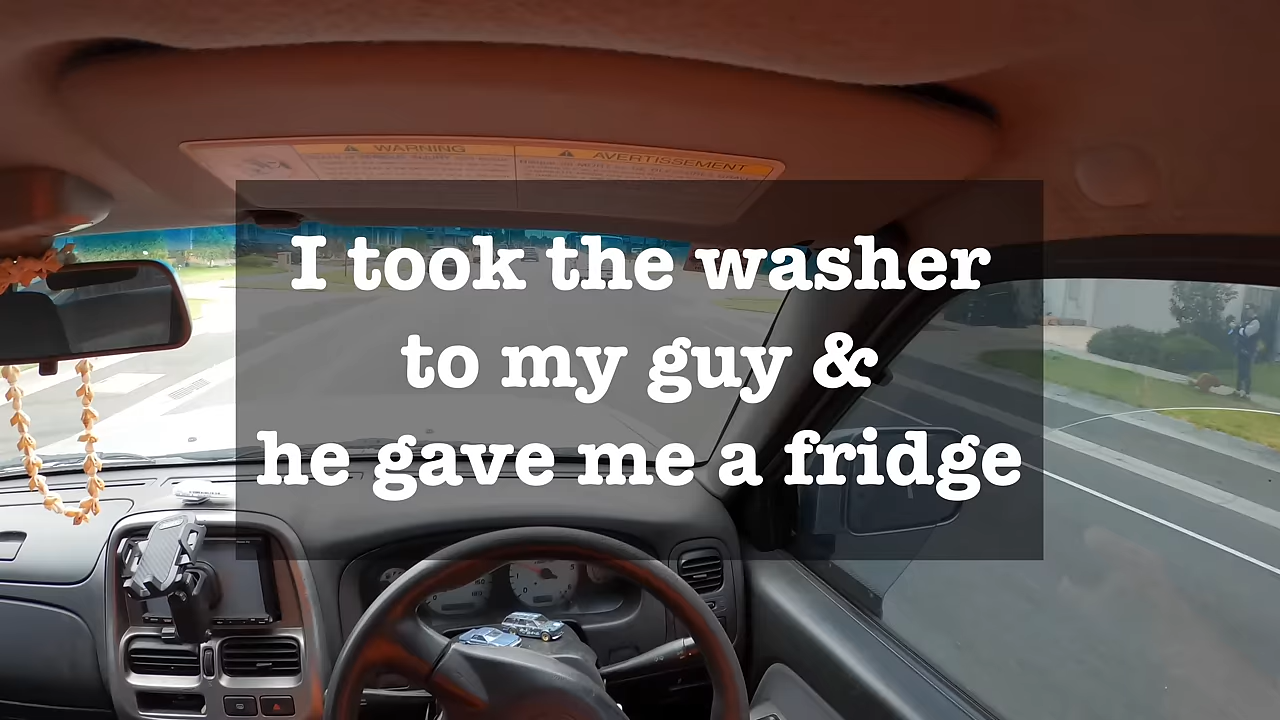 WARNING
AVERTISSEMENT
I took the washer
to my guy &
he gave me a fridge